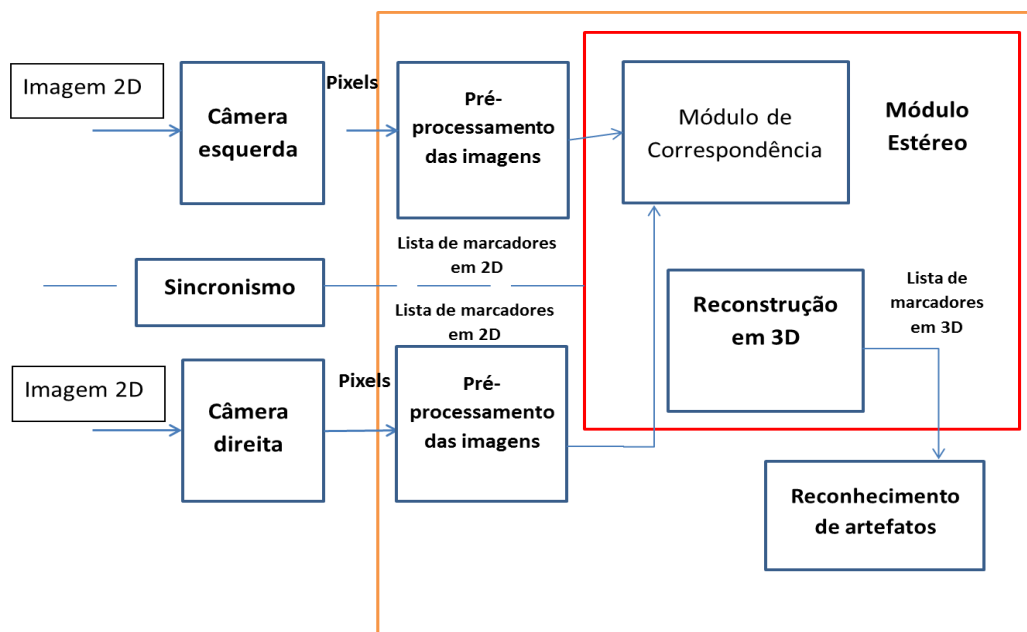 Imagem 2D
Câmera
esquerda
Pixels
Pré-
processamento
das imagens
Módulo de
Correspondência
Módulo
Estéreo
Lista de marcadores
em 2D
Sincronismo
Lista de marcadores
em 2D
Reconstrução
em 3D
Lista de
marcadores
em 3D
Imagem 2D
Câmera
direita
Pixels
Pré-
processamento
das imagens
Reconhecimento
de artefatos